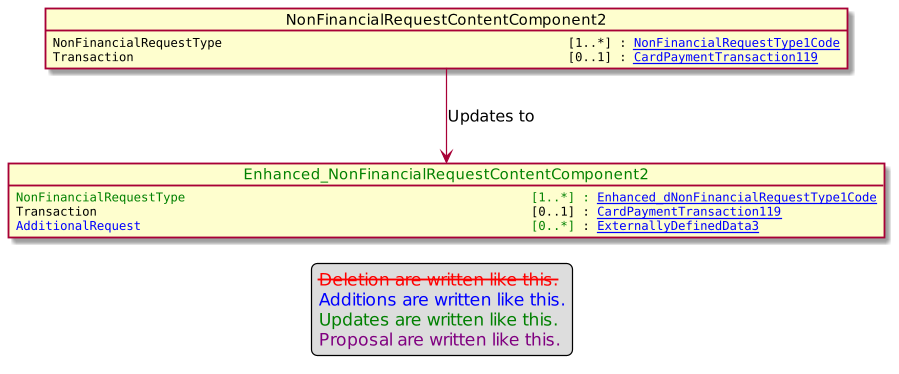 NonFinancialRequestContentComponent2
NonFinancialRequestType [1..*] : NonFinancialRequestType1Code
Transaction [0..1] : CardPaymentTransaction119
Updates to
Enhanced_NonFinancialRequestContentComponent2
NonFinancialRequestType [1..*] : Enhanced_dNonFinancialRequestType1Code
Transaction [0..1] : CardPaymentTransaction119
AdditionalRequest [0..*] : ExternallyDefinedData3
Deletion are written like this.
Additions are written like this.
Updates are written like this.
Proposal are written like this.